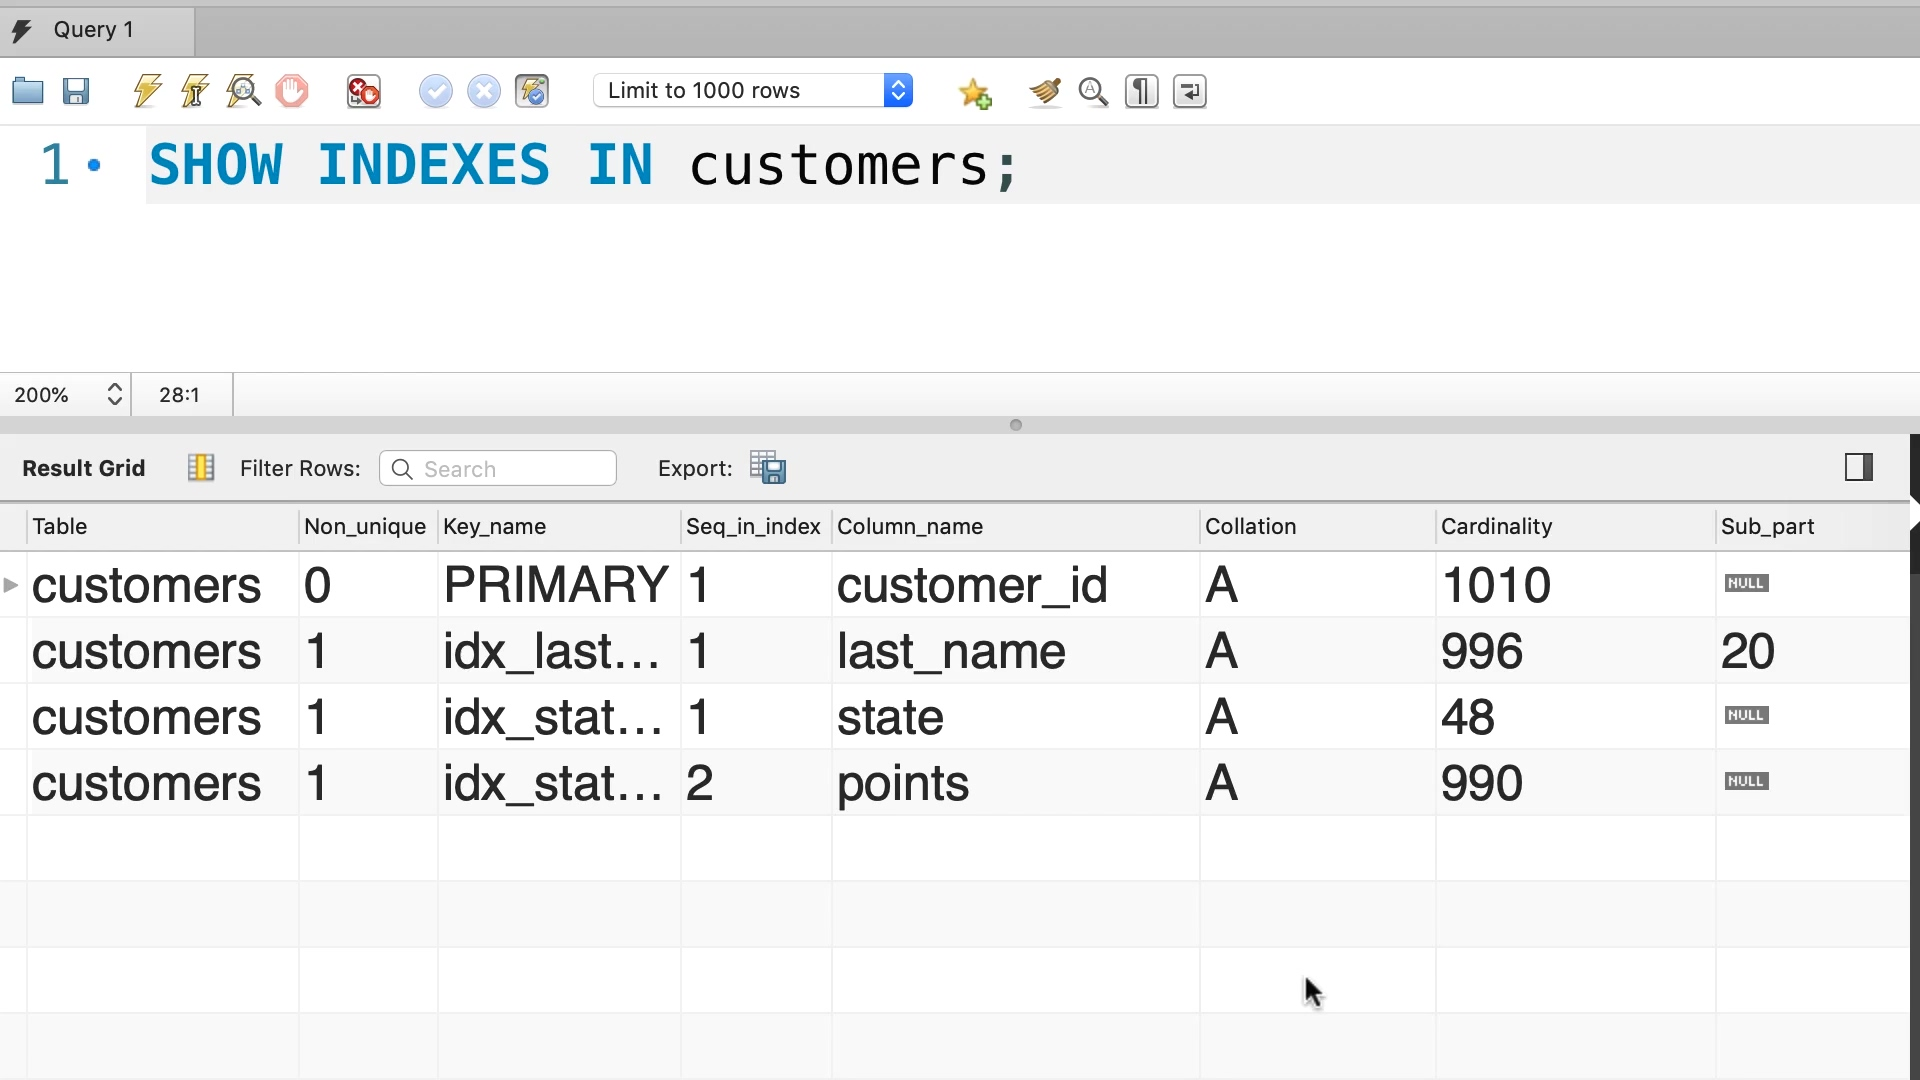 Query 1
Limit to 1000 rows
1 SHOW INDEXES IN customers;
200% 28:1
Result Grid Filter Rows: Search Export:
Table Non_unique Key_name Seq_in_index Column_name Collation Cardinality Sub_part
customers 0 PRIMARY 1 customer_id A 1010 NULL
customers 1 idx_last... 1 last_name A 996 20
customers 1 idx_stat... 1 state A 48 NULL
customers 1 idx_stat... 2 points A 990 NULL